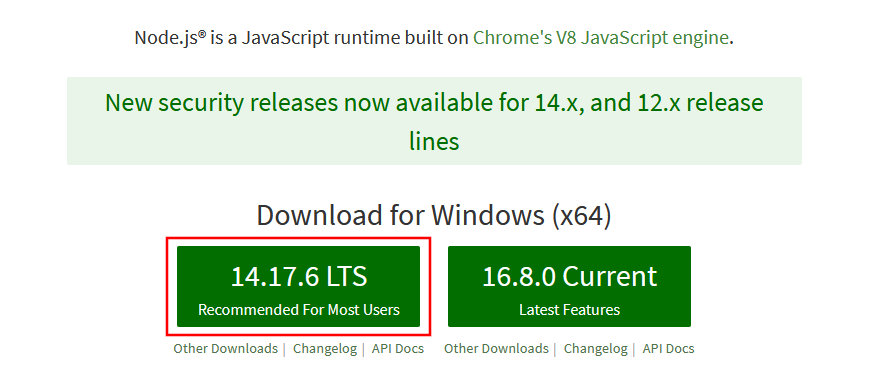 Node.js® is a JavaScript runtime built on Chrome's V8 JavaScript engine.
New security releases now available for 14.x, and 12.x release
lines
Download for Windows (x64)
14.17.6 LTS
Recommended For Most Users
16.8.0 Current
Latest Features
Other Downloads | Changelog | API Docs
Other Downloads | Changelog | API Docs